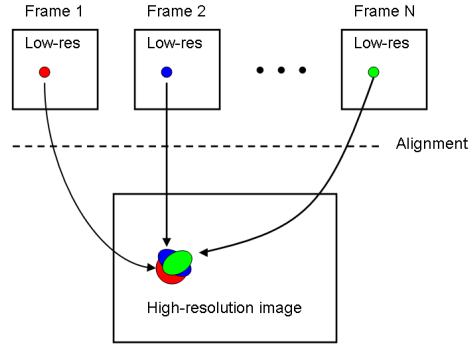 Frame 1
Frame 2
Frame N
Low-res
Low-res
Low-res
Alignment
High-resolution image